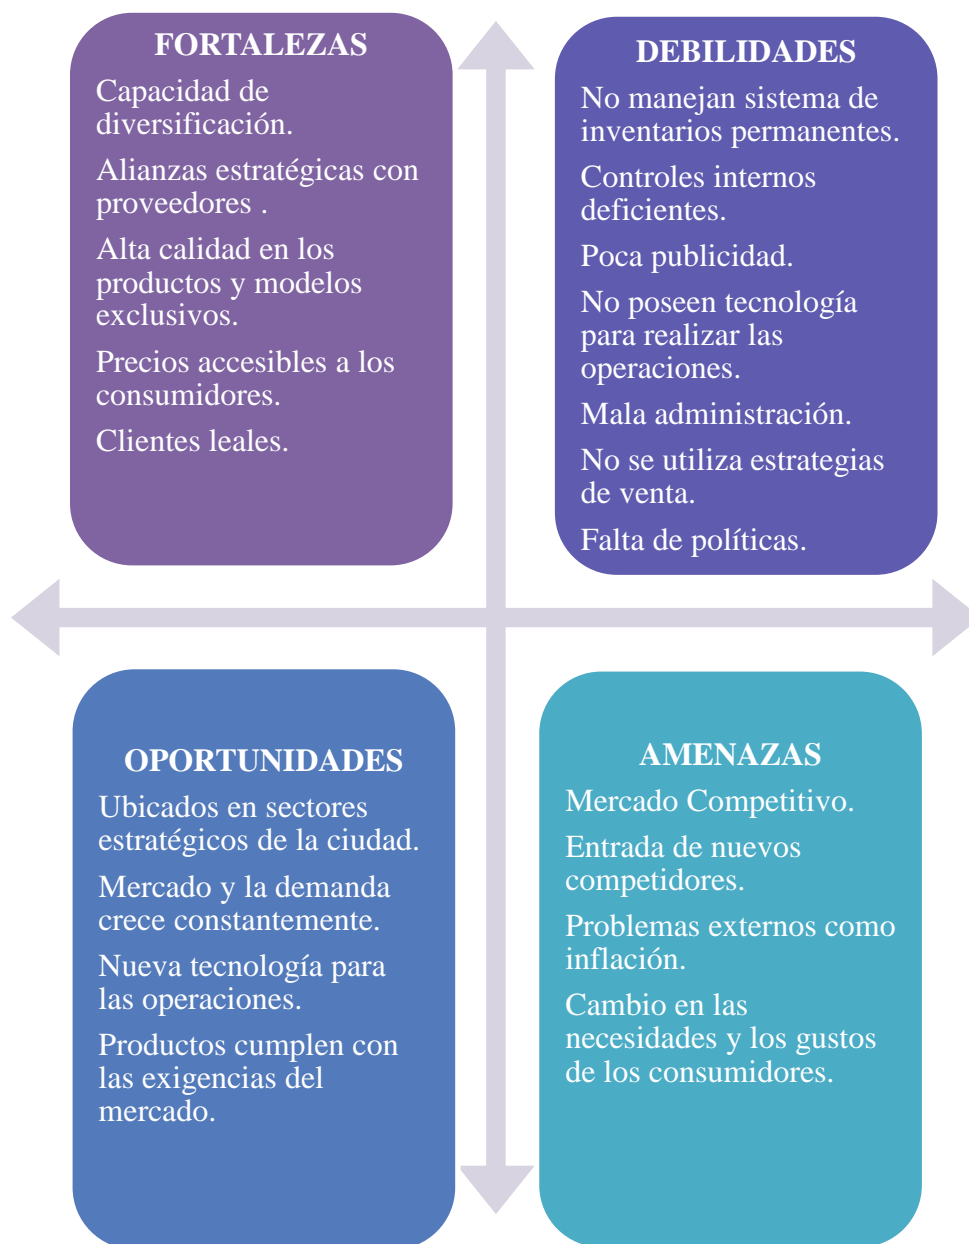 FORTALEZAS
Capacidad de
diversificación.
Alianzas estratégicas con
proveedores .
Alta calidad en los
productos y modelos
exclusivos.
Precios accesibles a los
consumidores.
Clientes leales.
DEBILIDADES
No manejan sistema de
inventarios permanentes.
Controles internos
deficientes.
Poca publicidad.
No poseen tecnología
para realizar las
operaciones.
Mala administración.
No se utiliza estrategias
de venta.
Falta de políticas.
OPORTUNIDADES
Ubicados en sectores
estratégicos de la ciudad.
Mercado y la demanda
crece constantemente.
Nueva tecnología para
las operaciones.
Productos cumplen con
las exigencias del
mercado.
AMENAZAS
Mercado Competitivo.
Entrada de nuevos
competidores.
Problemas externos como
inflación.
Cambio en las
necesidades y los gustos
de los consumidores.